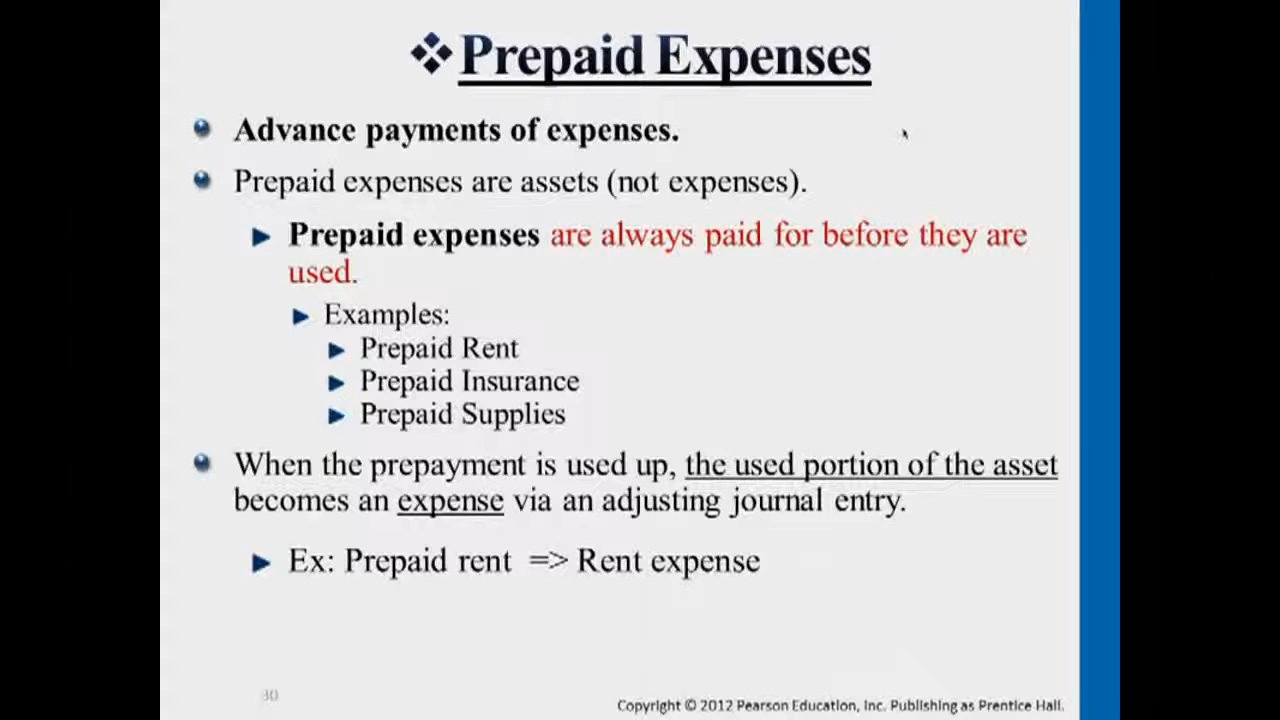 ❖Prepaid Expenses
Advance payments of expenses.
Prepaid expenses are assets (not expenses).
Prepaid expenses are always paid for before they are
used.
Examples:
Prepaid Rent
Prepaid Insurance
Prepaid Supplies
When the prepayment is used up, the used portion of the asset
becomes an expense via an adjusting journal entry.
Ex: Prepaid rent => Rent expense
30
Copyright © 2012 Pearson Education, Inc. Publishing as Prentice Hall.